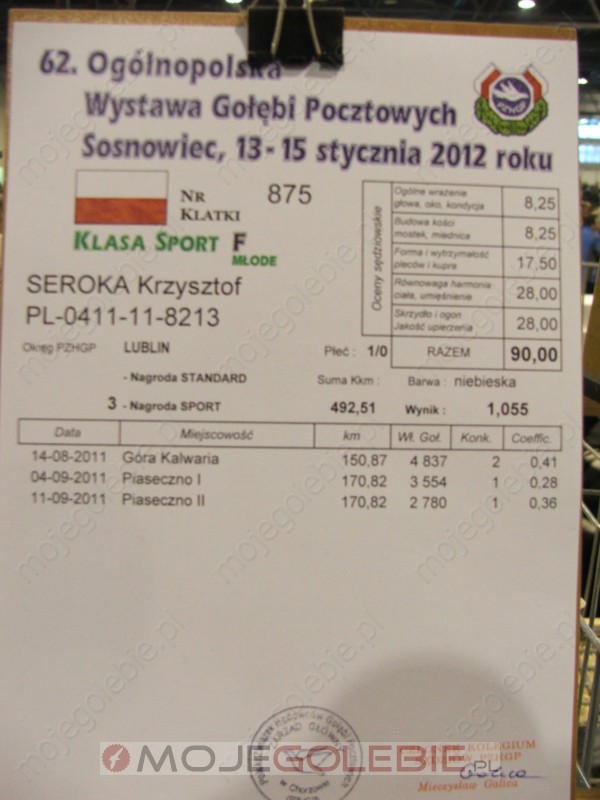 62. Ogólnopolska
Wystawa Gołębi Pocztowych
Sosnowiec, 13-15 stycznia 2012 roku
NR KLATKI 875
KLASA SPORT F MŁODE
SEROKA Krzysztof
PL-0411-11-8213
Okręg PZHGP LUBLIN
Płeć : 1/0
Oceny sędziowskie
Ogólne wrażenie głowa, oko, kondycja 8,25
Budowa kości mostek, miednica 8,25
Forma i wytrzymałość pleców i kupra 17,50
Równowaga harmonia ciała, umięśnienie 28,00
Skrzydło i ogon Jakość upierzenia 28,00
RAZEM 90,00
- Nagroda STANDARD Suma Kkm : Barwa : niebieska
3 - Nagroda SPORT 492,51 Wynik : 1,055
Data Miejscowość km Wł. Goł. Konk. Coeffic.
14-08-2011 Góra Kalwaria 150,87 4 837 2 0,41
04-09-2011 Piaseczno I 170,82 3 554 1 0,28
11-09-2011 Piaseczno II 170,82 2 780 1 0,36
w Chorzowie
KOLEGIUM
PZHGP
Mieczysław Galica
MOJEGOLEBIE.PL
mojegolebie.pl